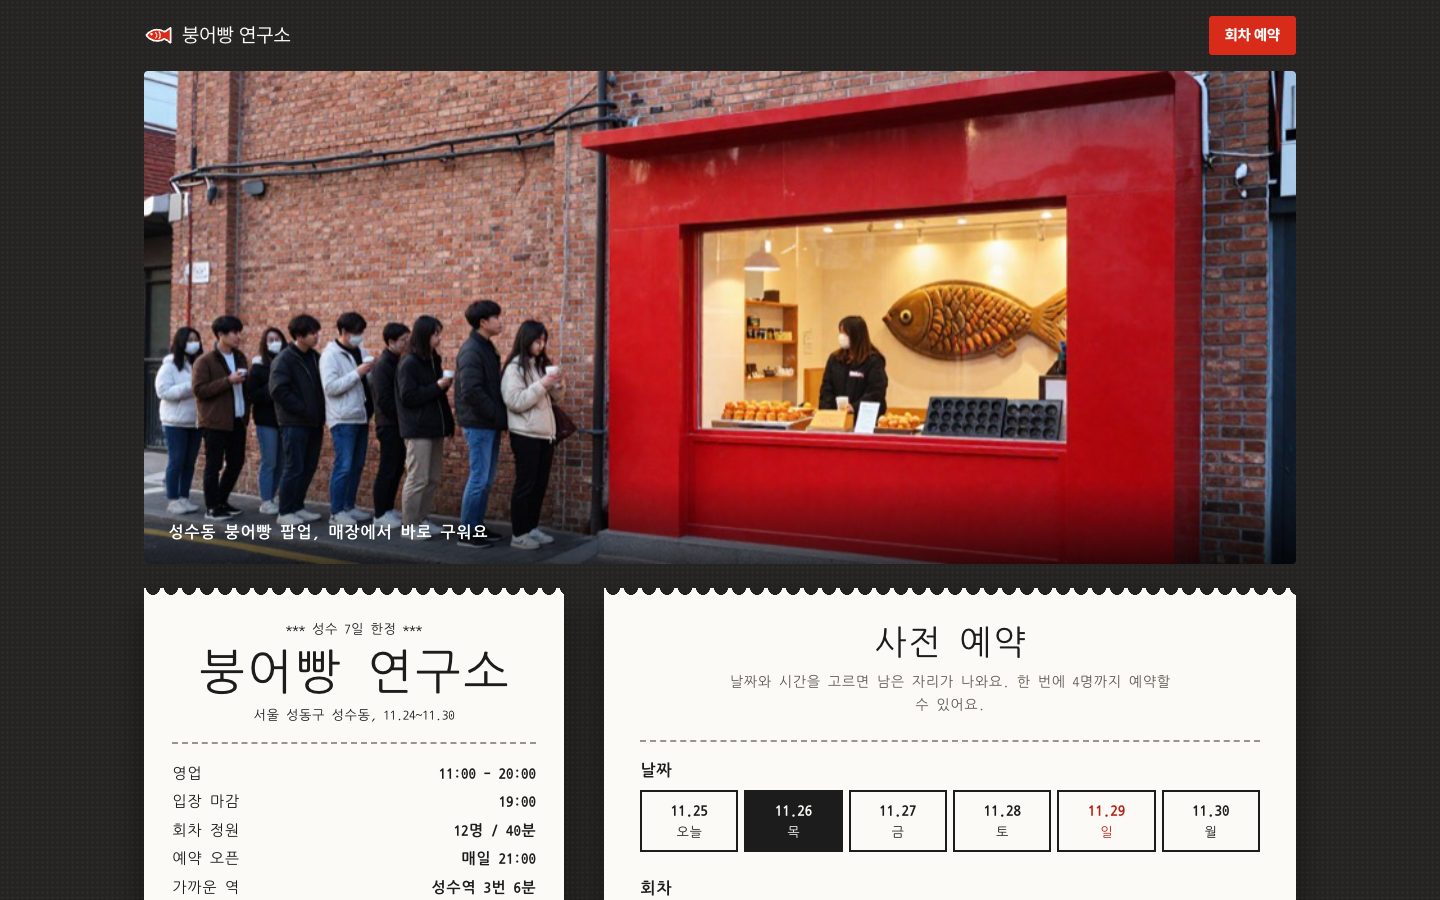 붕어빵 연구소
회차 예약
성수동 붕어빵 팝업, 매장에서 바로 구워요
*** 성수 7일 한정 ***
붕어빵 연구소
서울 성동구 성수동, 11.24~11.30
영업 11:00 - 20:00
입장 마감 19:00
회차 정원 12명 / 40분
예약 오픈 매일 21:00
가까운 역 성수역 3번 6분
사전 예약
날짜와 시간을 고르면 남은 자리가 나와요. 한 번에 4명까지 예약할
수 있어요.
날짜
11.25 11.26 11.27 11.28 11.29 11.30
오늘 목 금 토 일 월
회차